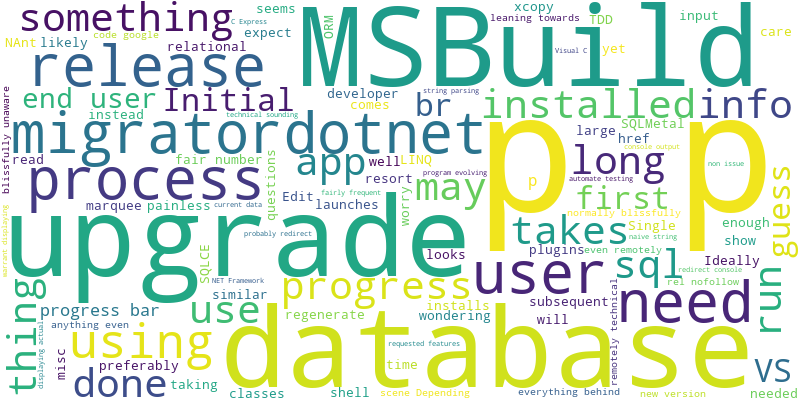 something
C Express
seems
xcopy
leaning towards
TDD
input
care
NAnt
likely
code google
relational
expect
ORM
MSBuild
Visual C
yet
release
developer
string parsing
end user
Initial
br
installed
info
instead
technical sounding
comes
SQLMetal
large
href
console output
blissfully unaware
migrator
dotnet
p p
read
fair number
app
well
LINQ
long
non issue
process
questions
resort
program evolving
automate testing
marquee
painless
current data
Edit
launches
worry
may
p
first
guess
fairly frequent
normally blissfully
warrant displaying
upgrade
probably redirect
takes
Single
enough
even remotely
naive string
show
SQLCE
looks
plugins
sql
Ideally
redirect console
NET Framework
user
rel nofollow
thing
similar
progress
installs
subsequent
need
run
progress bar
use
regenerate
wondering
will
remotely technical
displaying actual
anything even
using
database
requested features
misc
preferably
time
VS
done
taking
classes
shell
scene Depending
everything behind
new version
needed